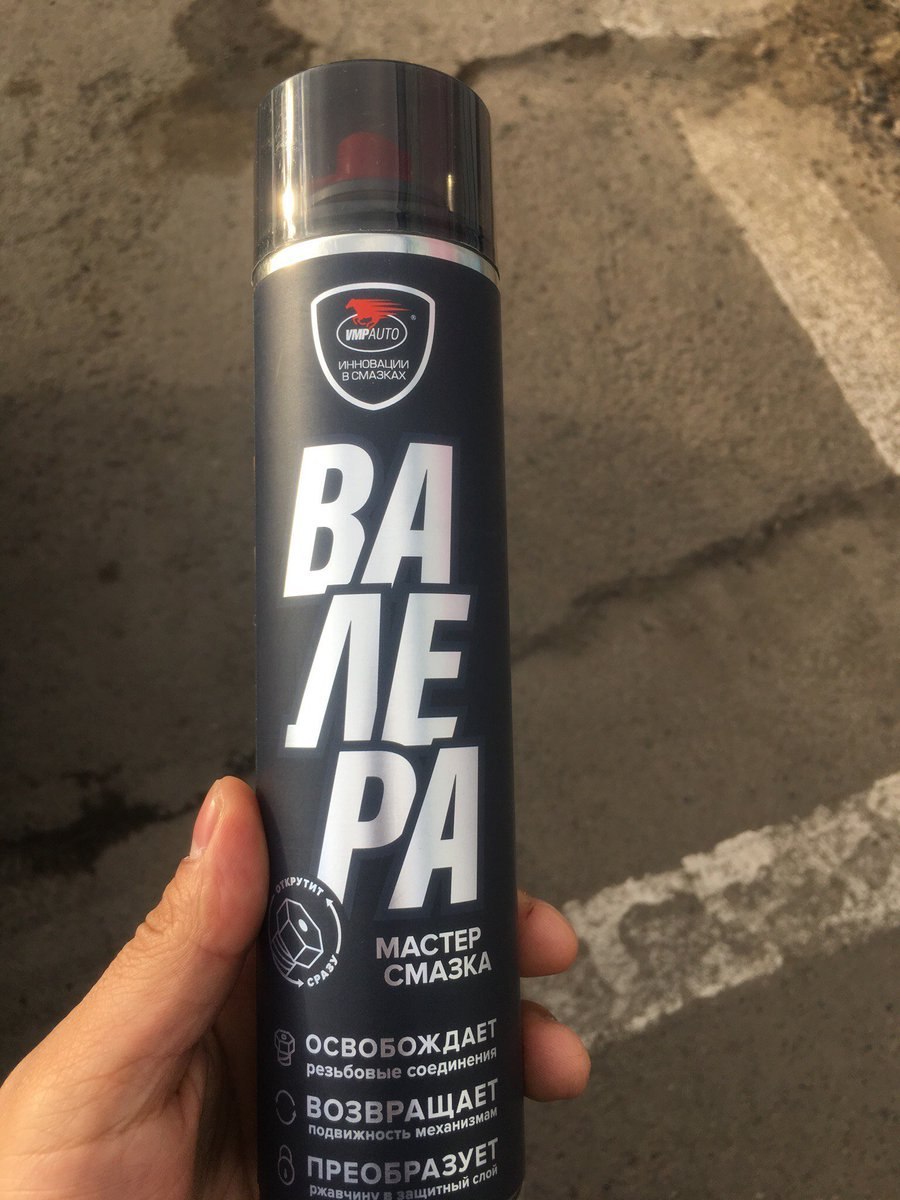 VMPAUTO®
ИННОВАЦИИ
В СМАЗКАХ
ВА
ЛЕ
РА
ОТКРУТИТ
СРАЗУ
МАСТЕР
СМАЗКА
ОСВОБОЖДАЕТ
резьбовые соединения
ВОЗВРАЩАЕТ
подвижность механизмам
ПРЕОБРАЗУЕТ
ржавчину в защитный слой